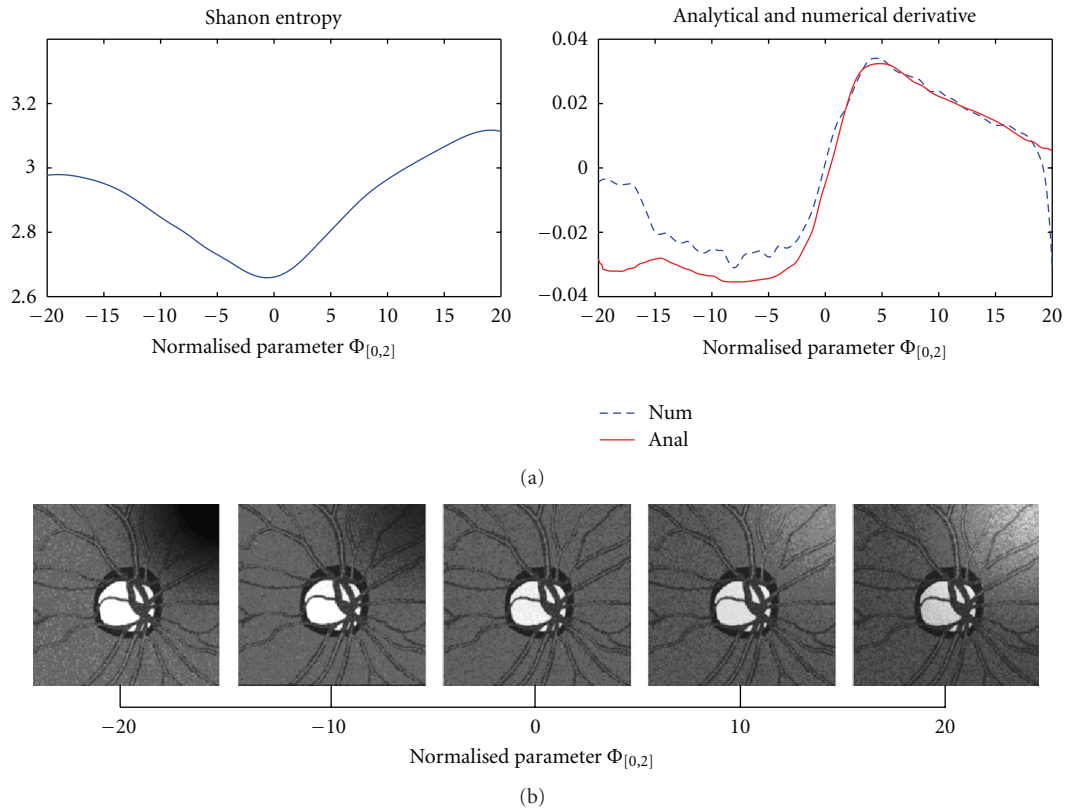 Shanon entropy
3.2
3
2.8
2.6
−20 −15 −10 −5 0 5 10 15 20
Normalised parameter Φ[0,2]
Analytical and numerical derivative
0.04
0.02
0
−0.02
−0.04
−20 −15 −10 −5 0 5 10 15 20
Normalised parameter Φ[0,2]
Num
Anal
(a)
−20 −10 0 10 20
Normalised parameter Φ[0,2]
(b)